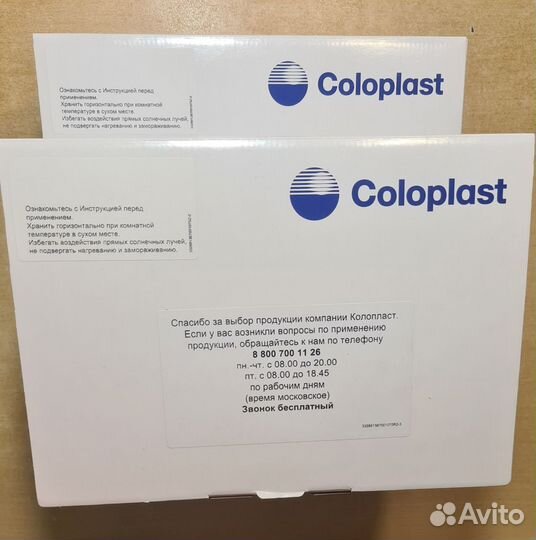 Ознакомьтесь с Инструкцией перед
применением.
Хранить горизонтально при комнатной
температуре в сухом месте.
Избегать воздействия прямых солнечных лучей,
не подвергать нагреванию и замораживанию.
Coloplast
Ознакомьтесь с Инструкцией перед
применением.
Хранить горизонтально при комнатной
температуре в сухом месте.
Избегать воздействия прямых солнечных лучей,
не подвергать нагреванию и замораживанию.
Coloplast
Спасибо за выбор продукции компании Колопласт.
Если у вас возникли вопросы по применению
продукции, обращайтесь к нам по телефону
8 800 700 11 26
пн.-чт. с 08.00 до 20.00
пт. с 08.00 до 18.45
по рабочим дням
(время московское)
Звонок бесплатный
Avito